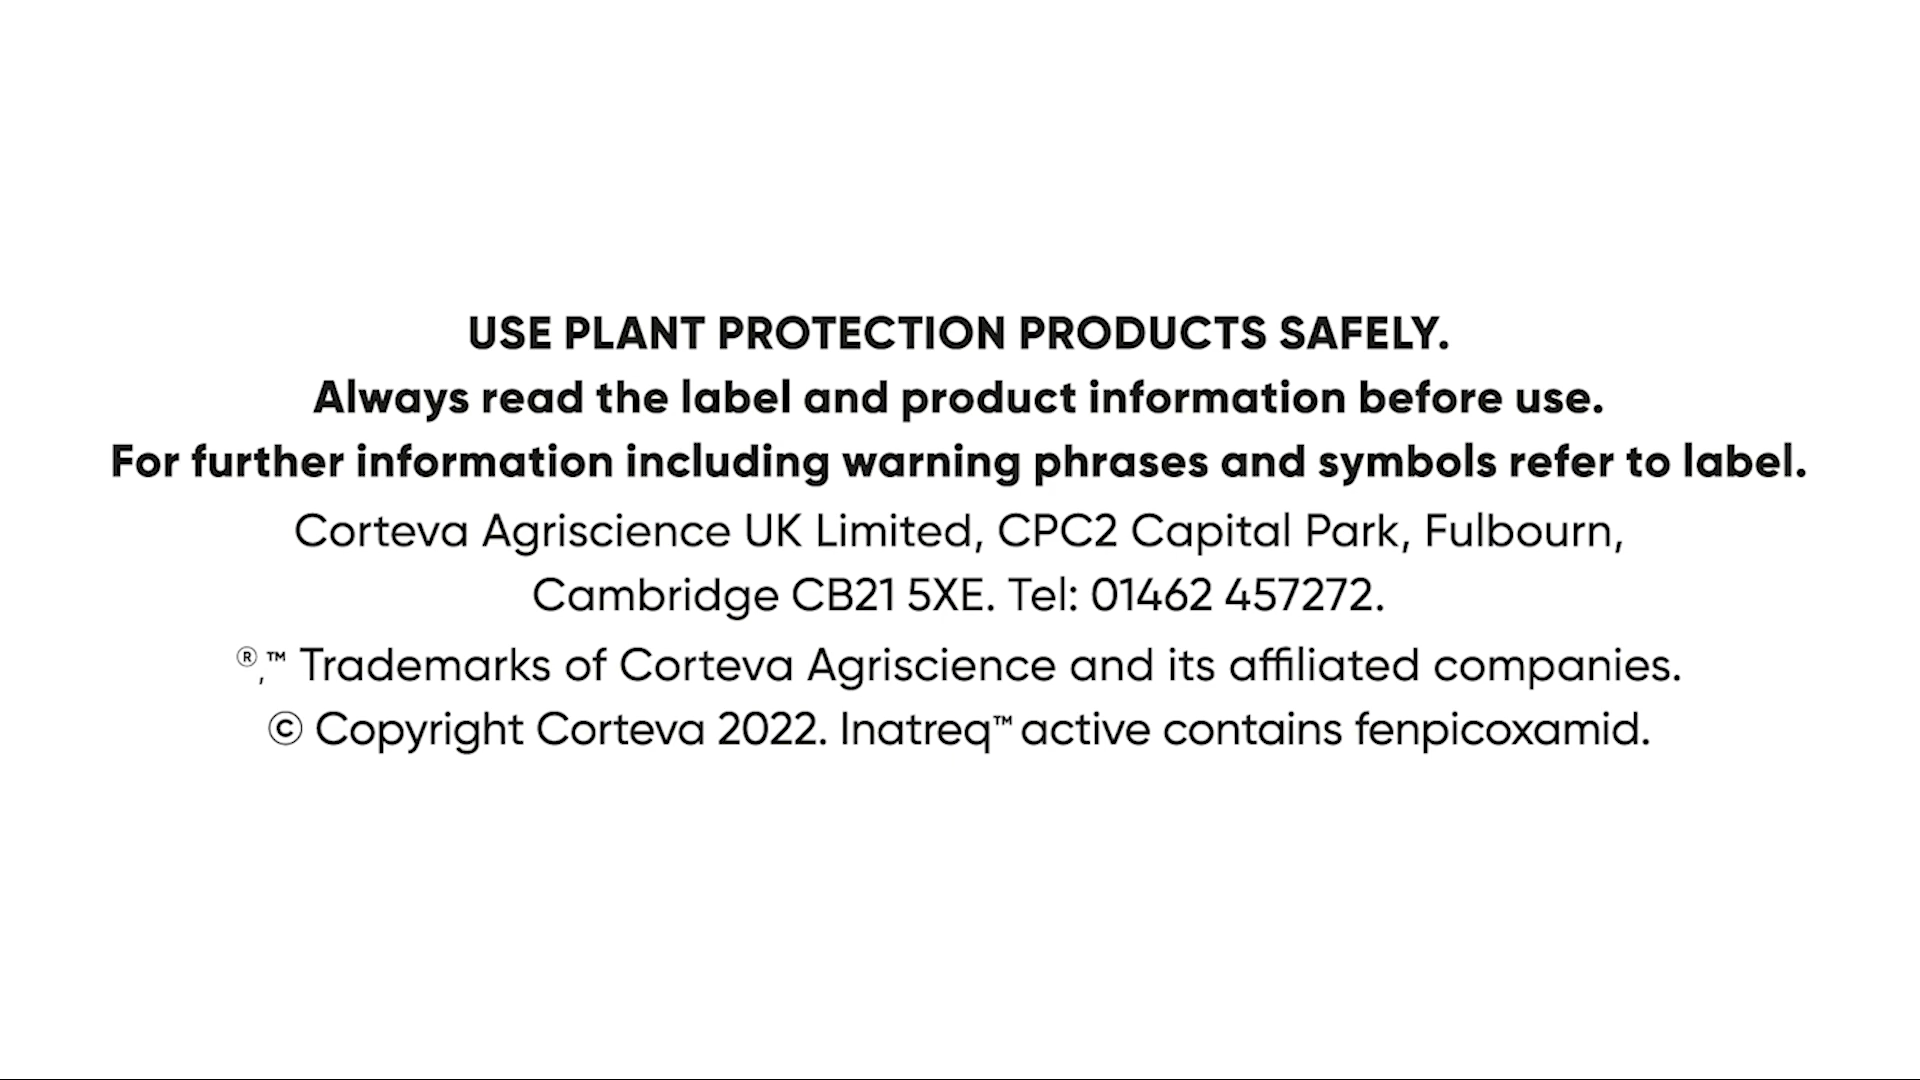 USE PLANT PROTECTION PRODUCTS SAFELY.
Always read the label and product information before use.
For further information including warning phrases and symbols refer to label.
Corteva Agriscience UK Limited, CPC2 Capital Park, Fulbourn,
Cambridge CB21 5XE. Tel: 01462 457272.
®,™ Trademarks of Corteva Agriscience and its affiliated companies.
© Copyright Corteva 2022. Inatreq™ active contains fenpicoxamid.